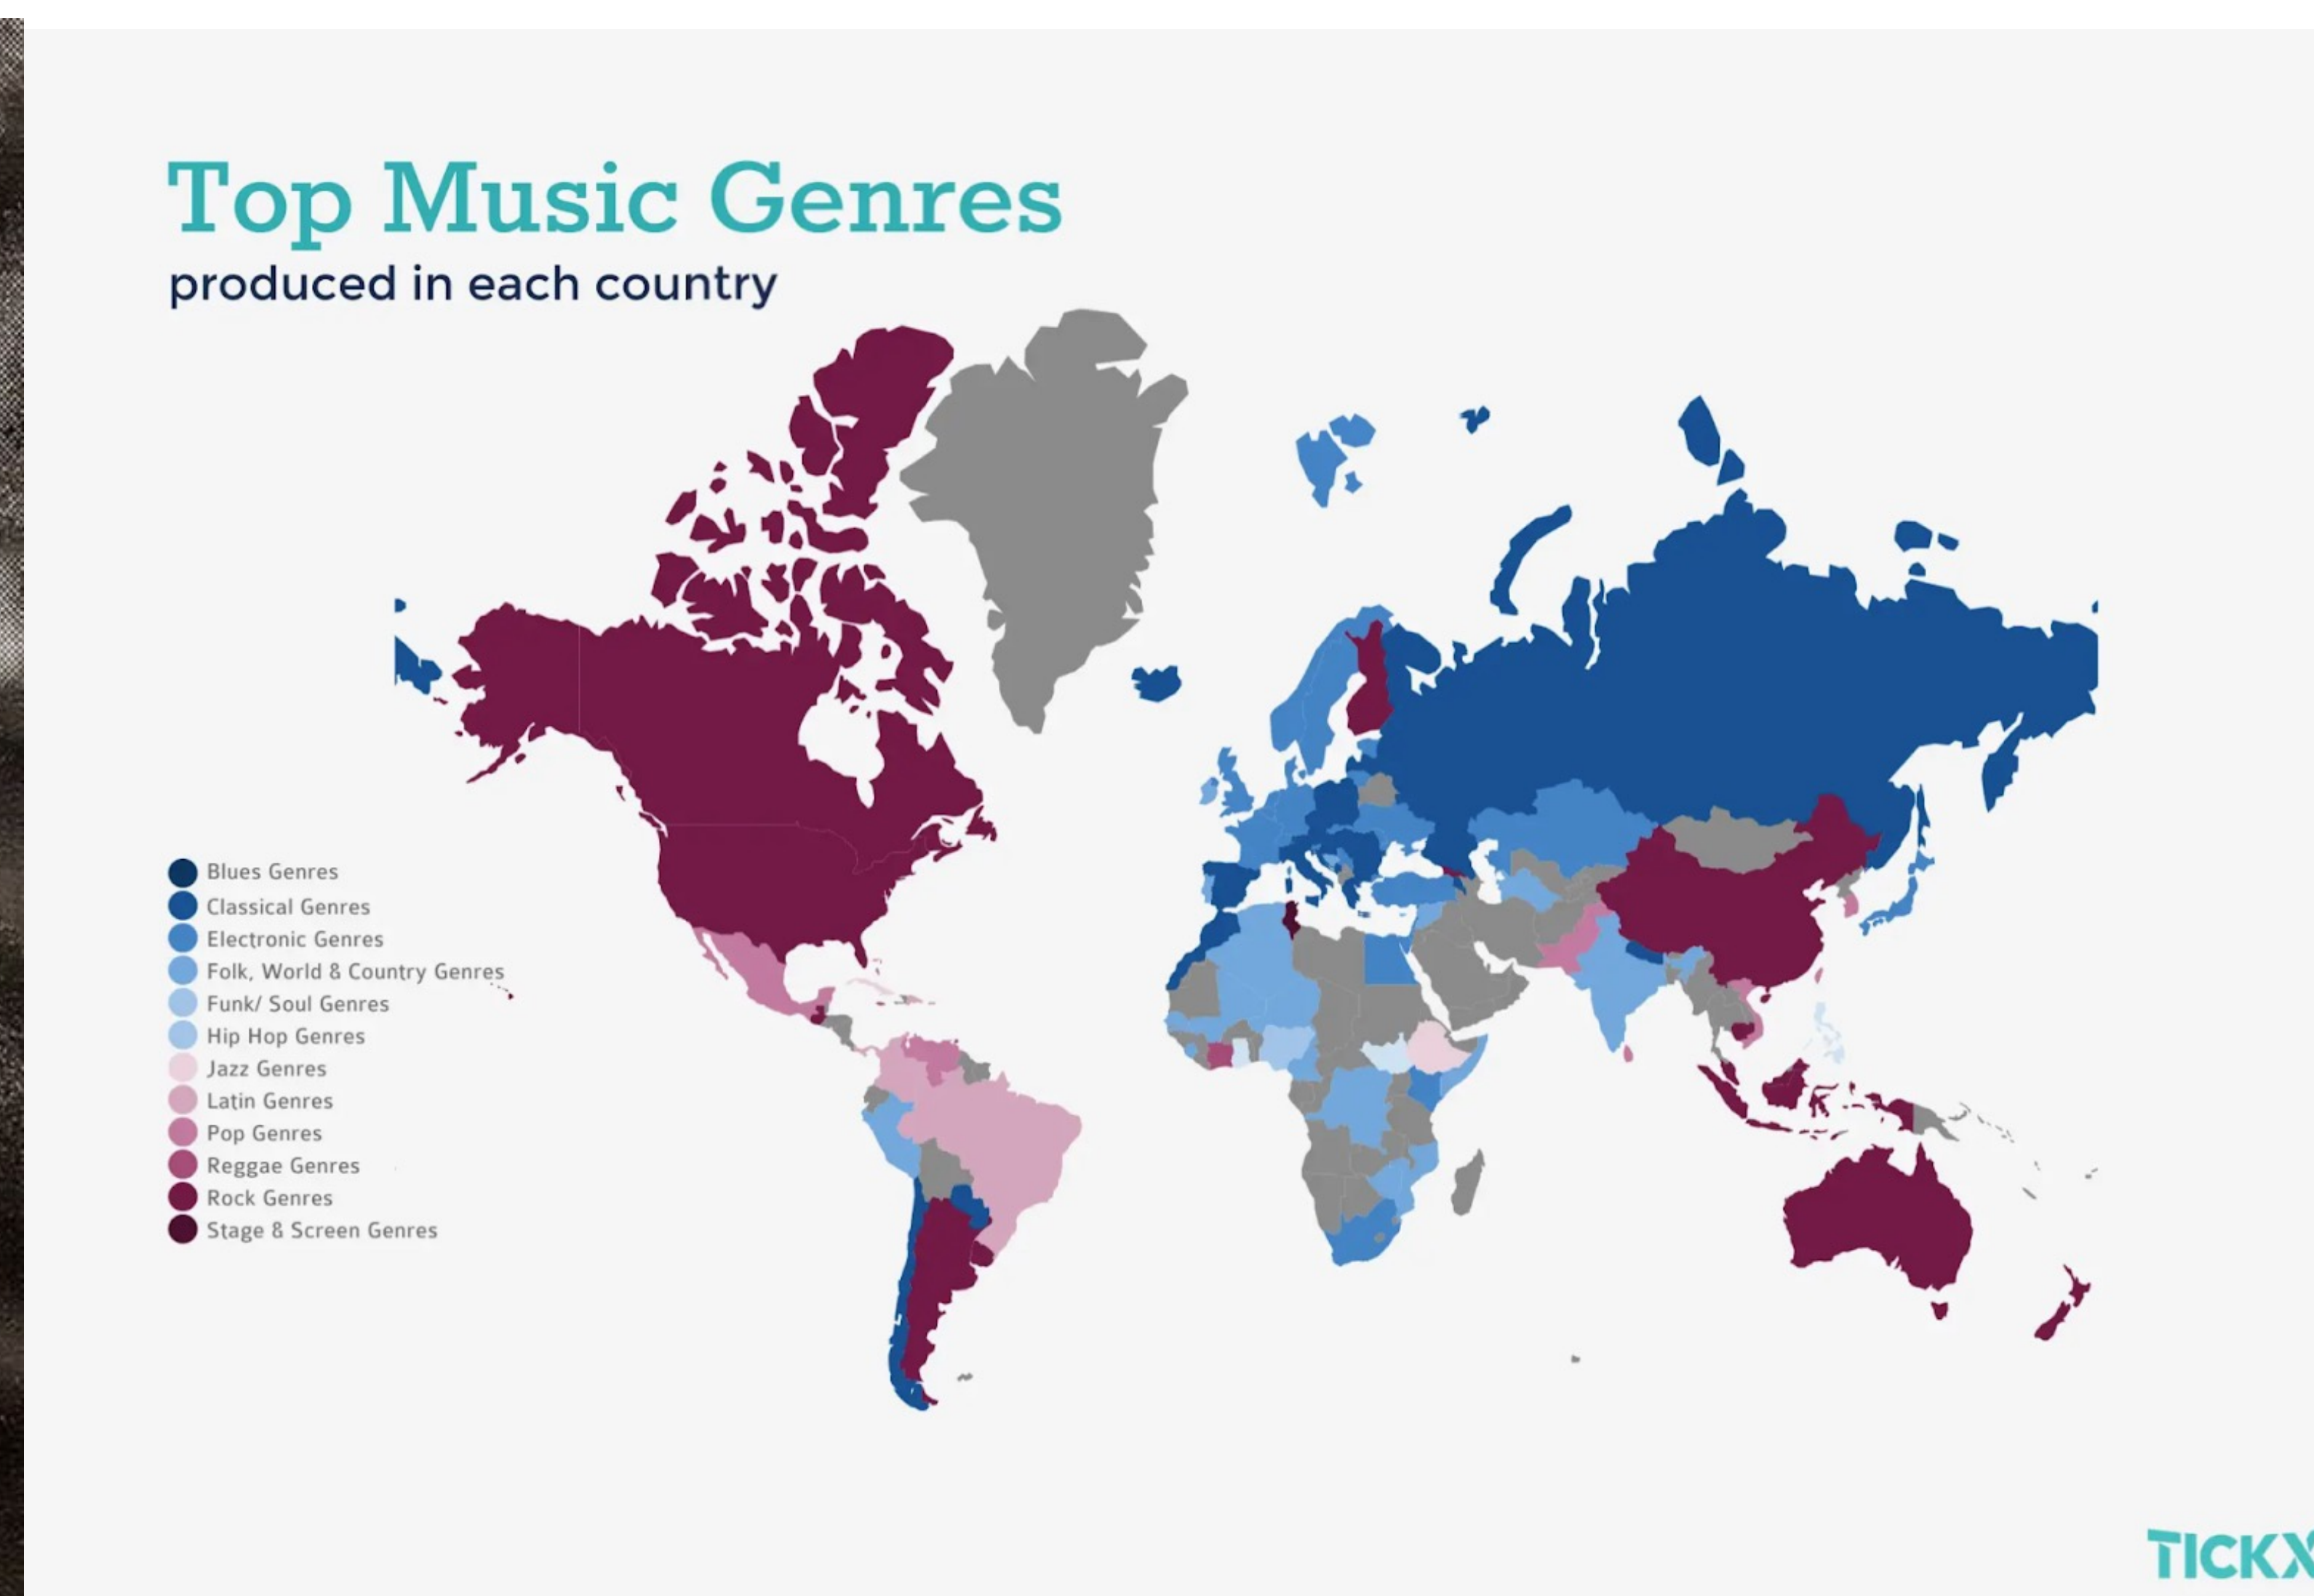 Top Music Genres
produced in each country
Blues Genres
Classical Genres
Electronic Genres
Folk, World & Country Genres
Funk/ Soul Genres
Hip Hop Genres
Jazz Genres
Latin Genres
Pop Genres
Reggae Genres
Rock Genres
Stage & Screen Genres
TICKX